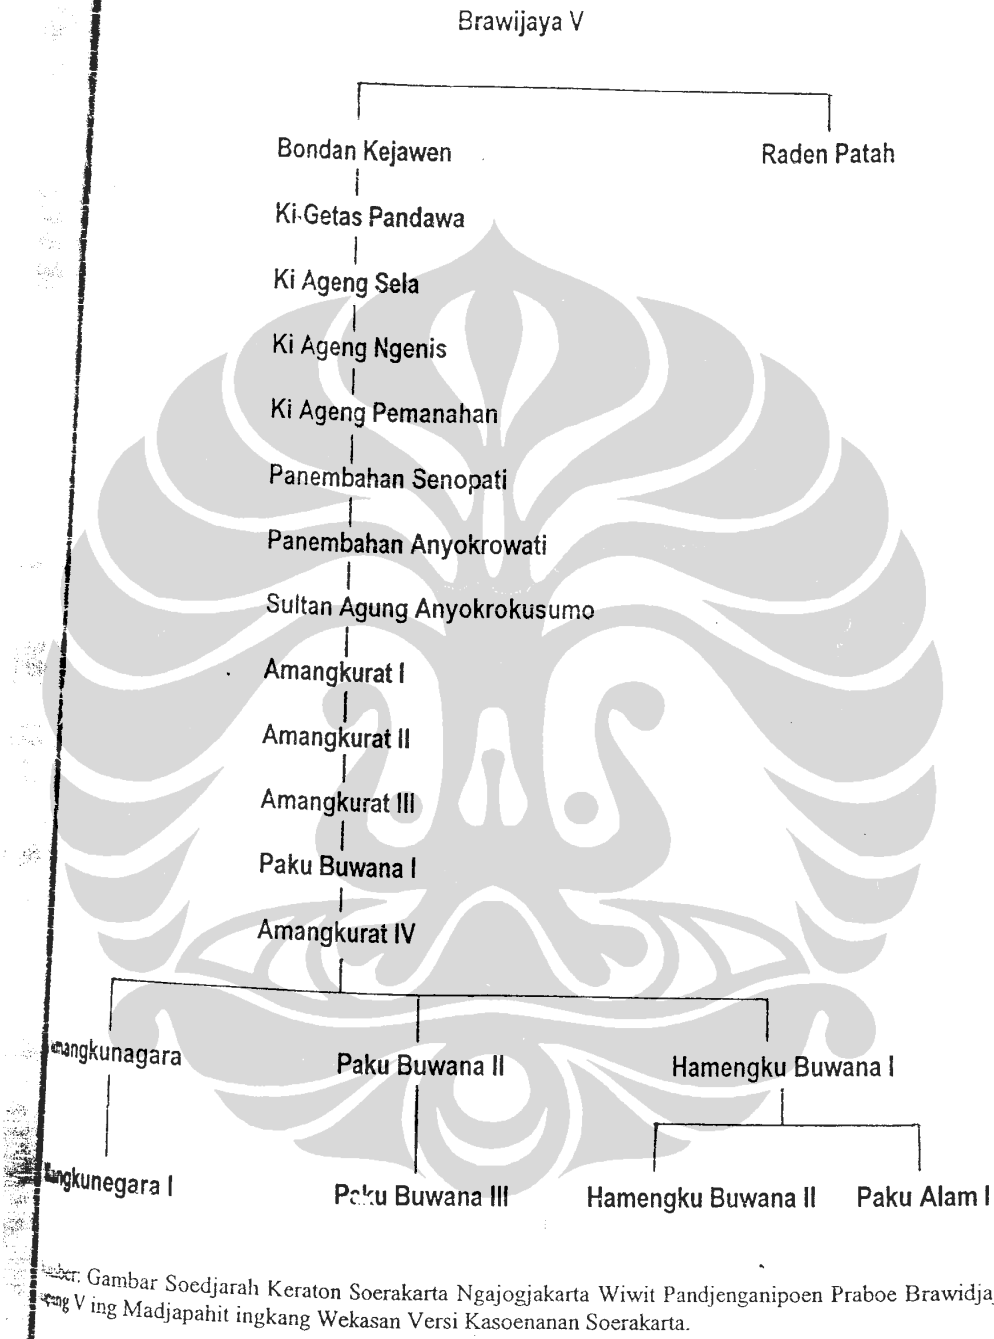 Brawijaya V
Bondan Kejawen Raden Patah
Ki Getas Pandawa
Ki Ageng Sela
Ki Ageng Ngenis
Ki Ageng Pemanahan
Panembahan Senopati
Panembahan Anyokrowati
Sultan Agung Anyokrokusumo
Amangkurat I
Amangkurat II
Amangkurat III
Paku Buwana I
Amangkurat IV
mangkunagara Paku Buwana II Hamengku Buwana I
Mangkunegara I Paku Buwana III Hamengku Buwana II Paku Alam I
Gambar Soedjarah Keraton Soerakarta Ngajogjakarta Wiwit Pandjenganipoen Praboe Brawidja
V ing Madjapahit ingkang Wekasan Versi Kasoenanan Soerakarta.